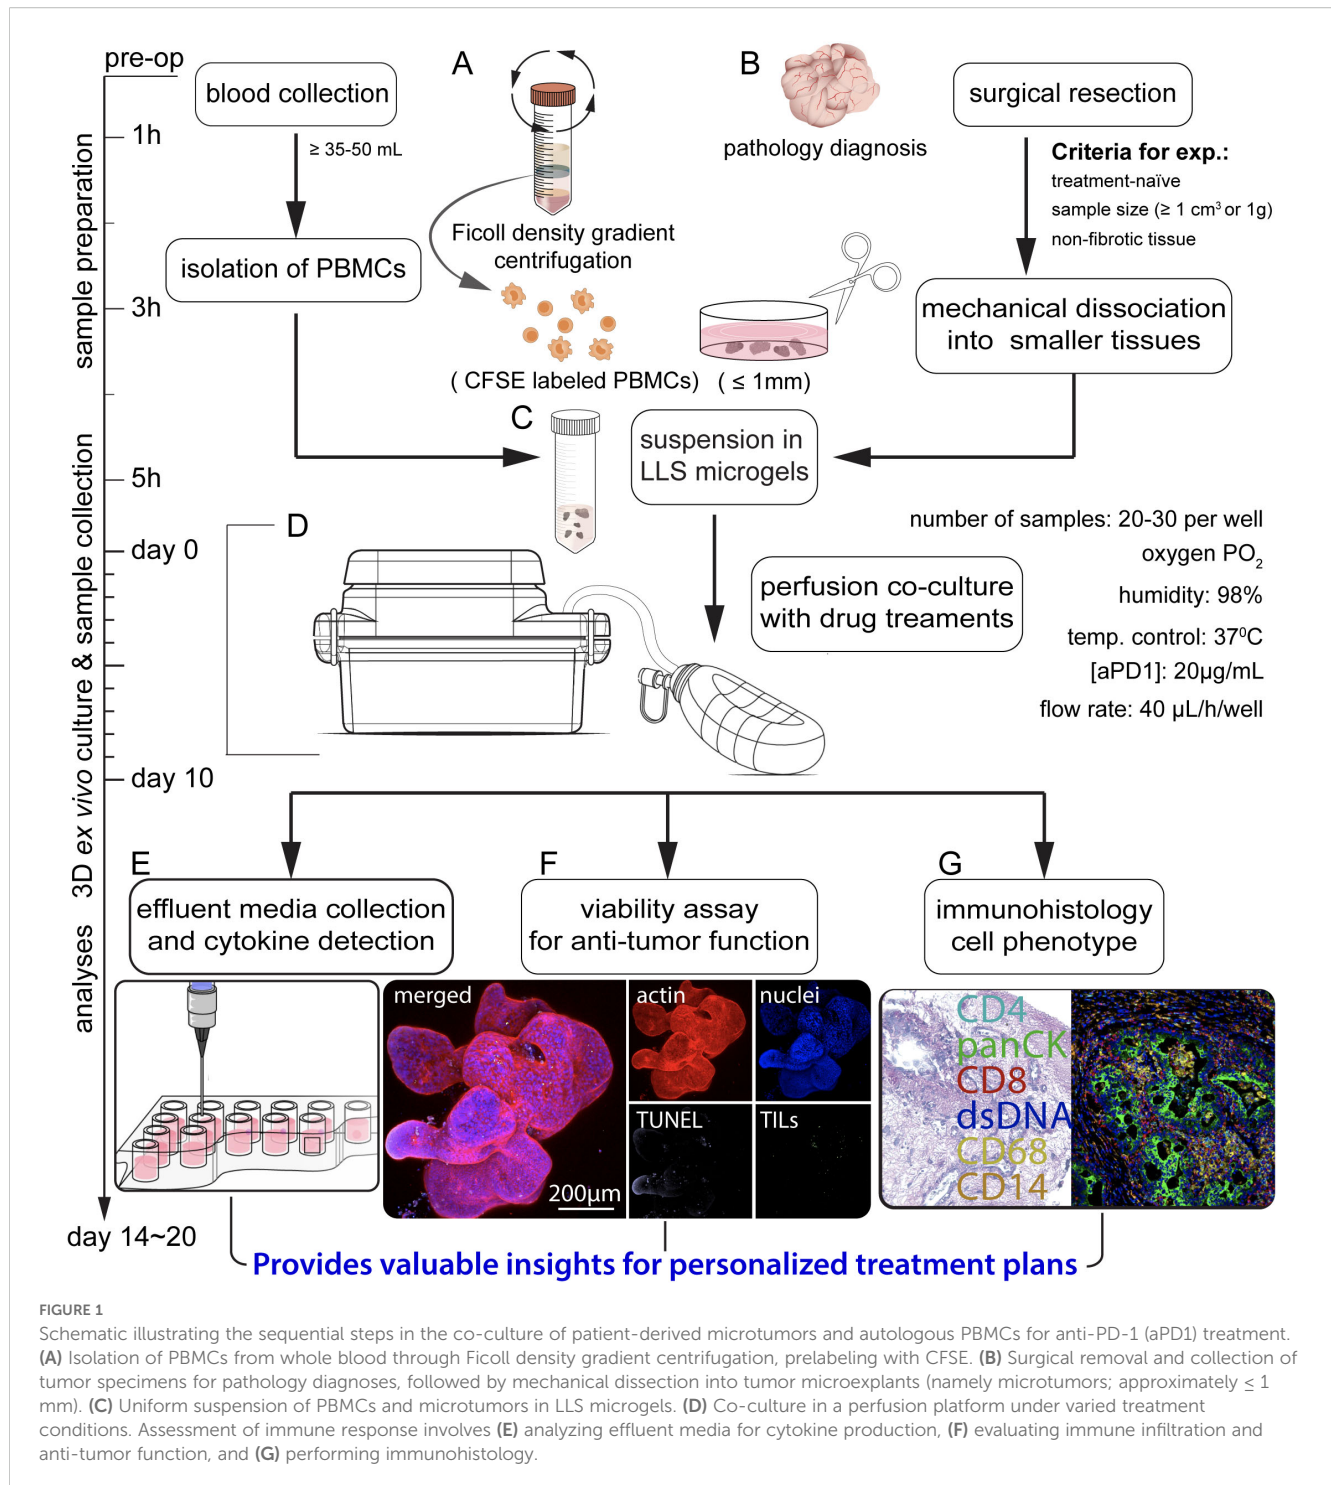 pre-op
1h
3h
5h
day 0
day 10
day 14~20
sample preparation
3D ex vivo culture & sample collection
analyses
blood collection
≥ 35-50 mL
isolation of PBMCs
A
Ficoll density gradient
centrifugation
( CFSE labeled PBMCs)
B
pathology diagnosis
surgical resection
Criteria for exp.:
treatment-naïve
sample size (≥ 1 cm³ or 1g)
non-fibrotic tissue
mechanical dissociation
into smaller tissues
( ≤ 1mm)
C
suspension in
LLS microgels
D
perfusion co-culture
with drug treaments
number of samples: 20-30 per well
oxygen PO₂
humidity: 98%
temp. control: 37⁰C
[aPD1]: 20µg/mL
flow rate: 40 µL/h/well
E
effluent media collection
and cytokine detection
F
viability assay
for anti-tumor function
merged
200µm
actin
nuclei
TUNEL
TILs
G
immunohistology
cell phenotype
CD4
panCK
CD8
dsDNA
CD68
CD14
Provides valuable insights for personalized treatment plans
FIGURE 1
Schematic illustrating the sequential steps in the co-culture of patient-derived microtumors and autologous PBMCs for anti-PD-1 (aPD1) treatment.
(A) Isolation of PBMCs from whole blood through Ficoll density gradient centrifugation, prelabeling with CFSE. (B) Surgical removal and collection of
tumor specimens for pathology diagnoses, followed by mechanical dissection into tumor microexplants (namely microtumors; approximately ≤ 1
mm). (C) Uniform suspension of PBMCs and microtumors in LLS microgels. (D) Co-culture in a perfusion platform under varied treatment
conditions. Assessment of immune response involves (E) analyzing effluent media for cytokine production, (F) evaluating immune infiltration and
anti-tumor function, and (G) performing immunohistology.